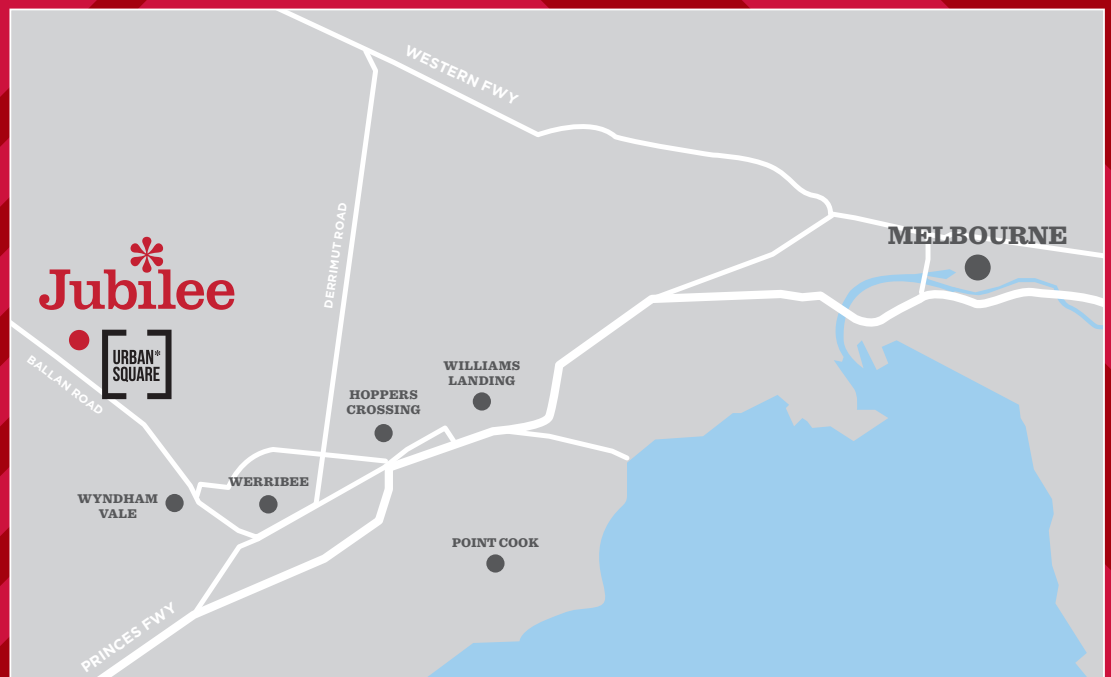 WESTERN FWY
DERRIMUT ROAD
MELBOURNE
Jubilee
URBAN*
SQUARE
BALLAN ROAD
WILLIAMS
LANDING
HOPPERS
CROSSING
WERRIBEE
WYNDHAM
VALE
POINT COOK
PRINCES FWY